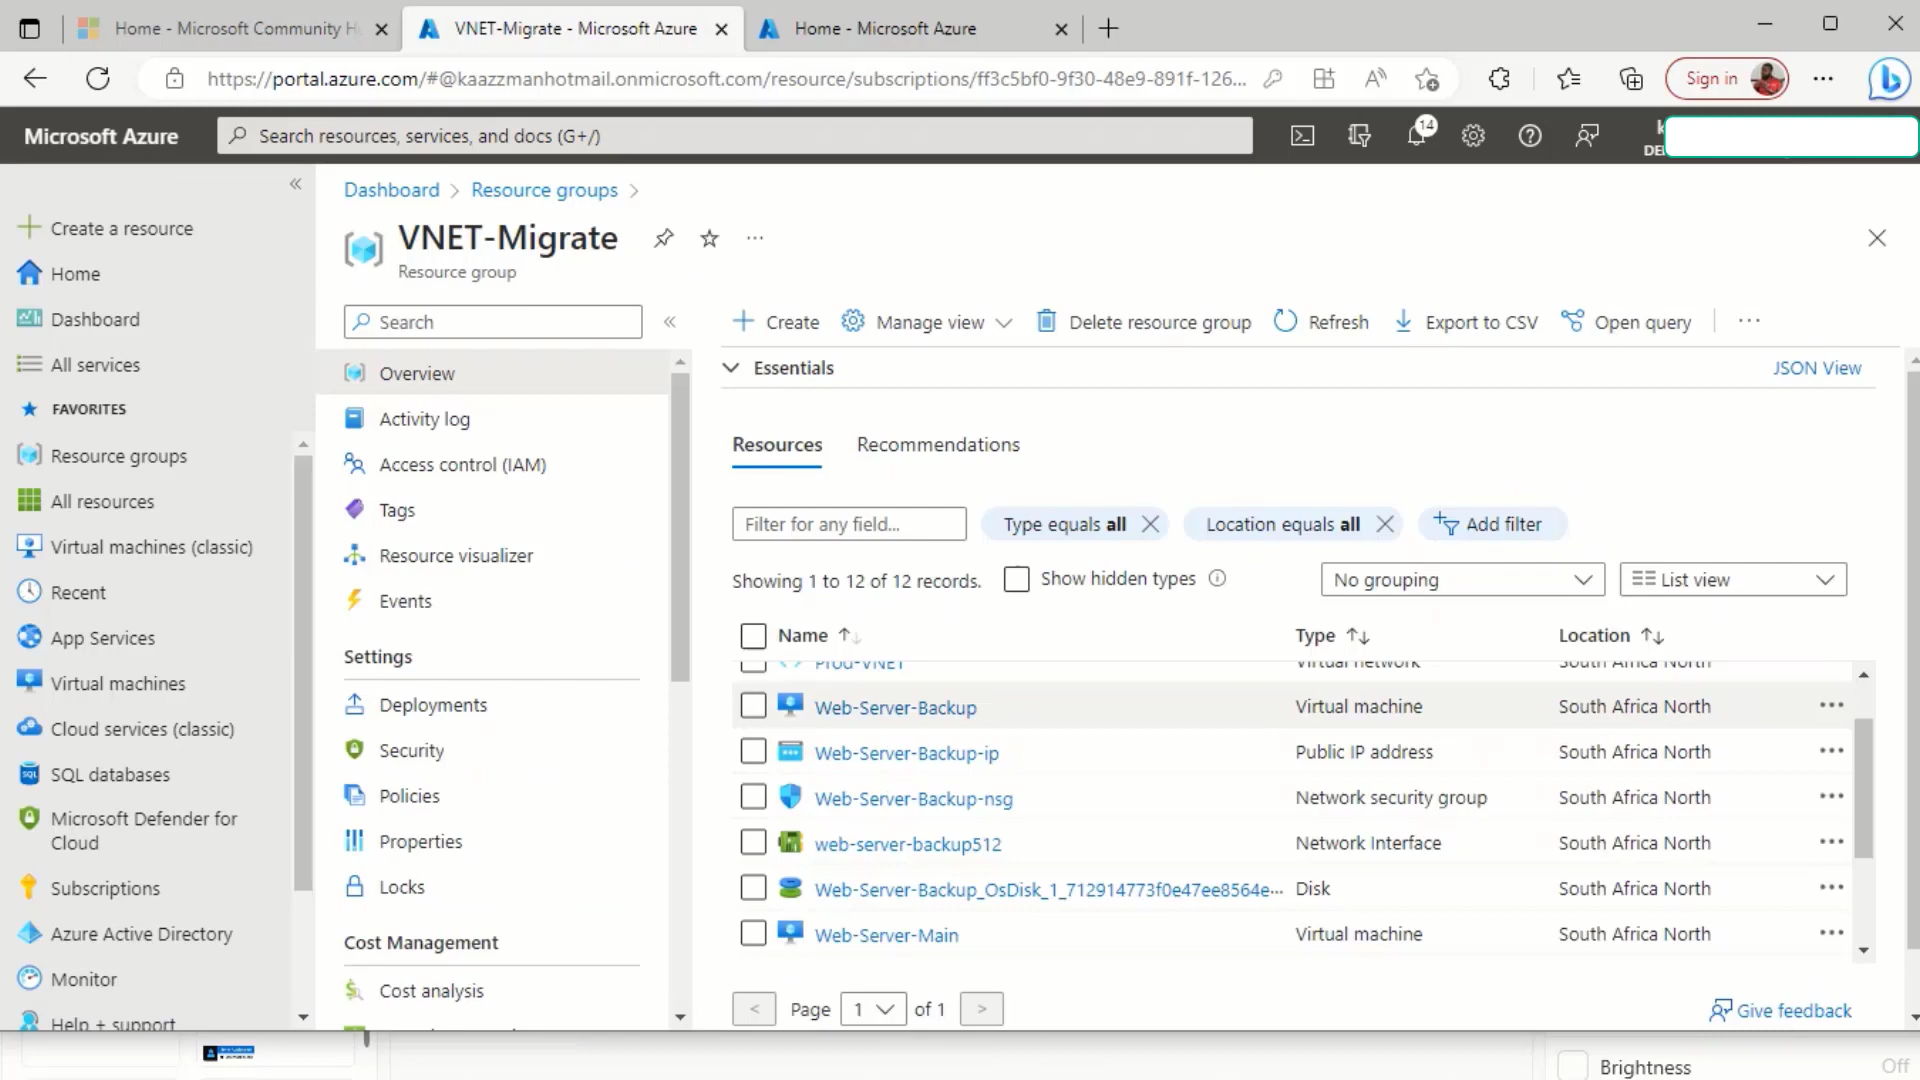 Home - Microsoft Community H
VNET-Migrate - Microsoft Azure
Home - Microsoft Azure
https://portal.azure.com/#@kaazzmanhotmail.onmicrosoft.com/resource/subscriptions/ff3c5bf0-9f30-48e9-891f-126...
Sign in
Microsoft Azure
Search resources, services, and docs (G+/)
14
Create a resource
Home
Dashboard
All services
FAVORITES
Resource groups
All resources
Virtual machines (classic)
Recent
App Services
Virtual machines
Cloud services (classic)
SQL databases
Microsoft Defender for
Cloud
Subscriptions
Azure Active Directory
Monitor
Help + support
Dashboard > Resource groups >
VNET-Migrate
Resource group
Search
Overview
Activity log
Access control (IAM)
Tags
Resource visualizer
Events
Settings
Deployments
Security
Policies
Properties
Locks
Cost Management
Cost analysis
Create
Manage view
Delete resource group
Refresh
Export to CSV
Open query
Essentials
JSON View
Resources
Recommendations
Filter for any field...
Type equals all
Location equals all
Add filter
Showing 1 to 12 of 12 records.
Show hidden types
No grouping
List view
Name Type Location
Prod-VNET Virtual network South Africa North
Web-Server-Backup Virtual machine South Africa North
Web-Server-Backup-ip Public IP address South Africa North
Web-Server-Backup-nsg Network security group South Africa North
web-server-backup512 Network Interface South Africa North
Web-Server-Backup_OsDisk_1_712914773f0e47ee8564e... Disk South Africa North
Web-Server-Main Virtual machine South Africa North
< Page 1 of 1 >
Give feedback
Brightness
Off